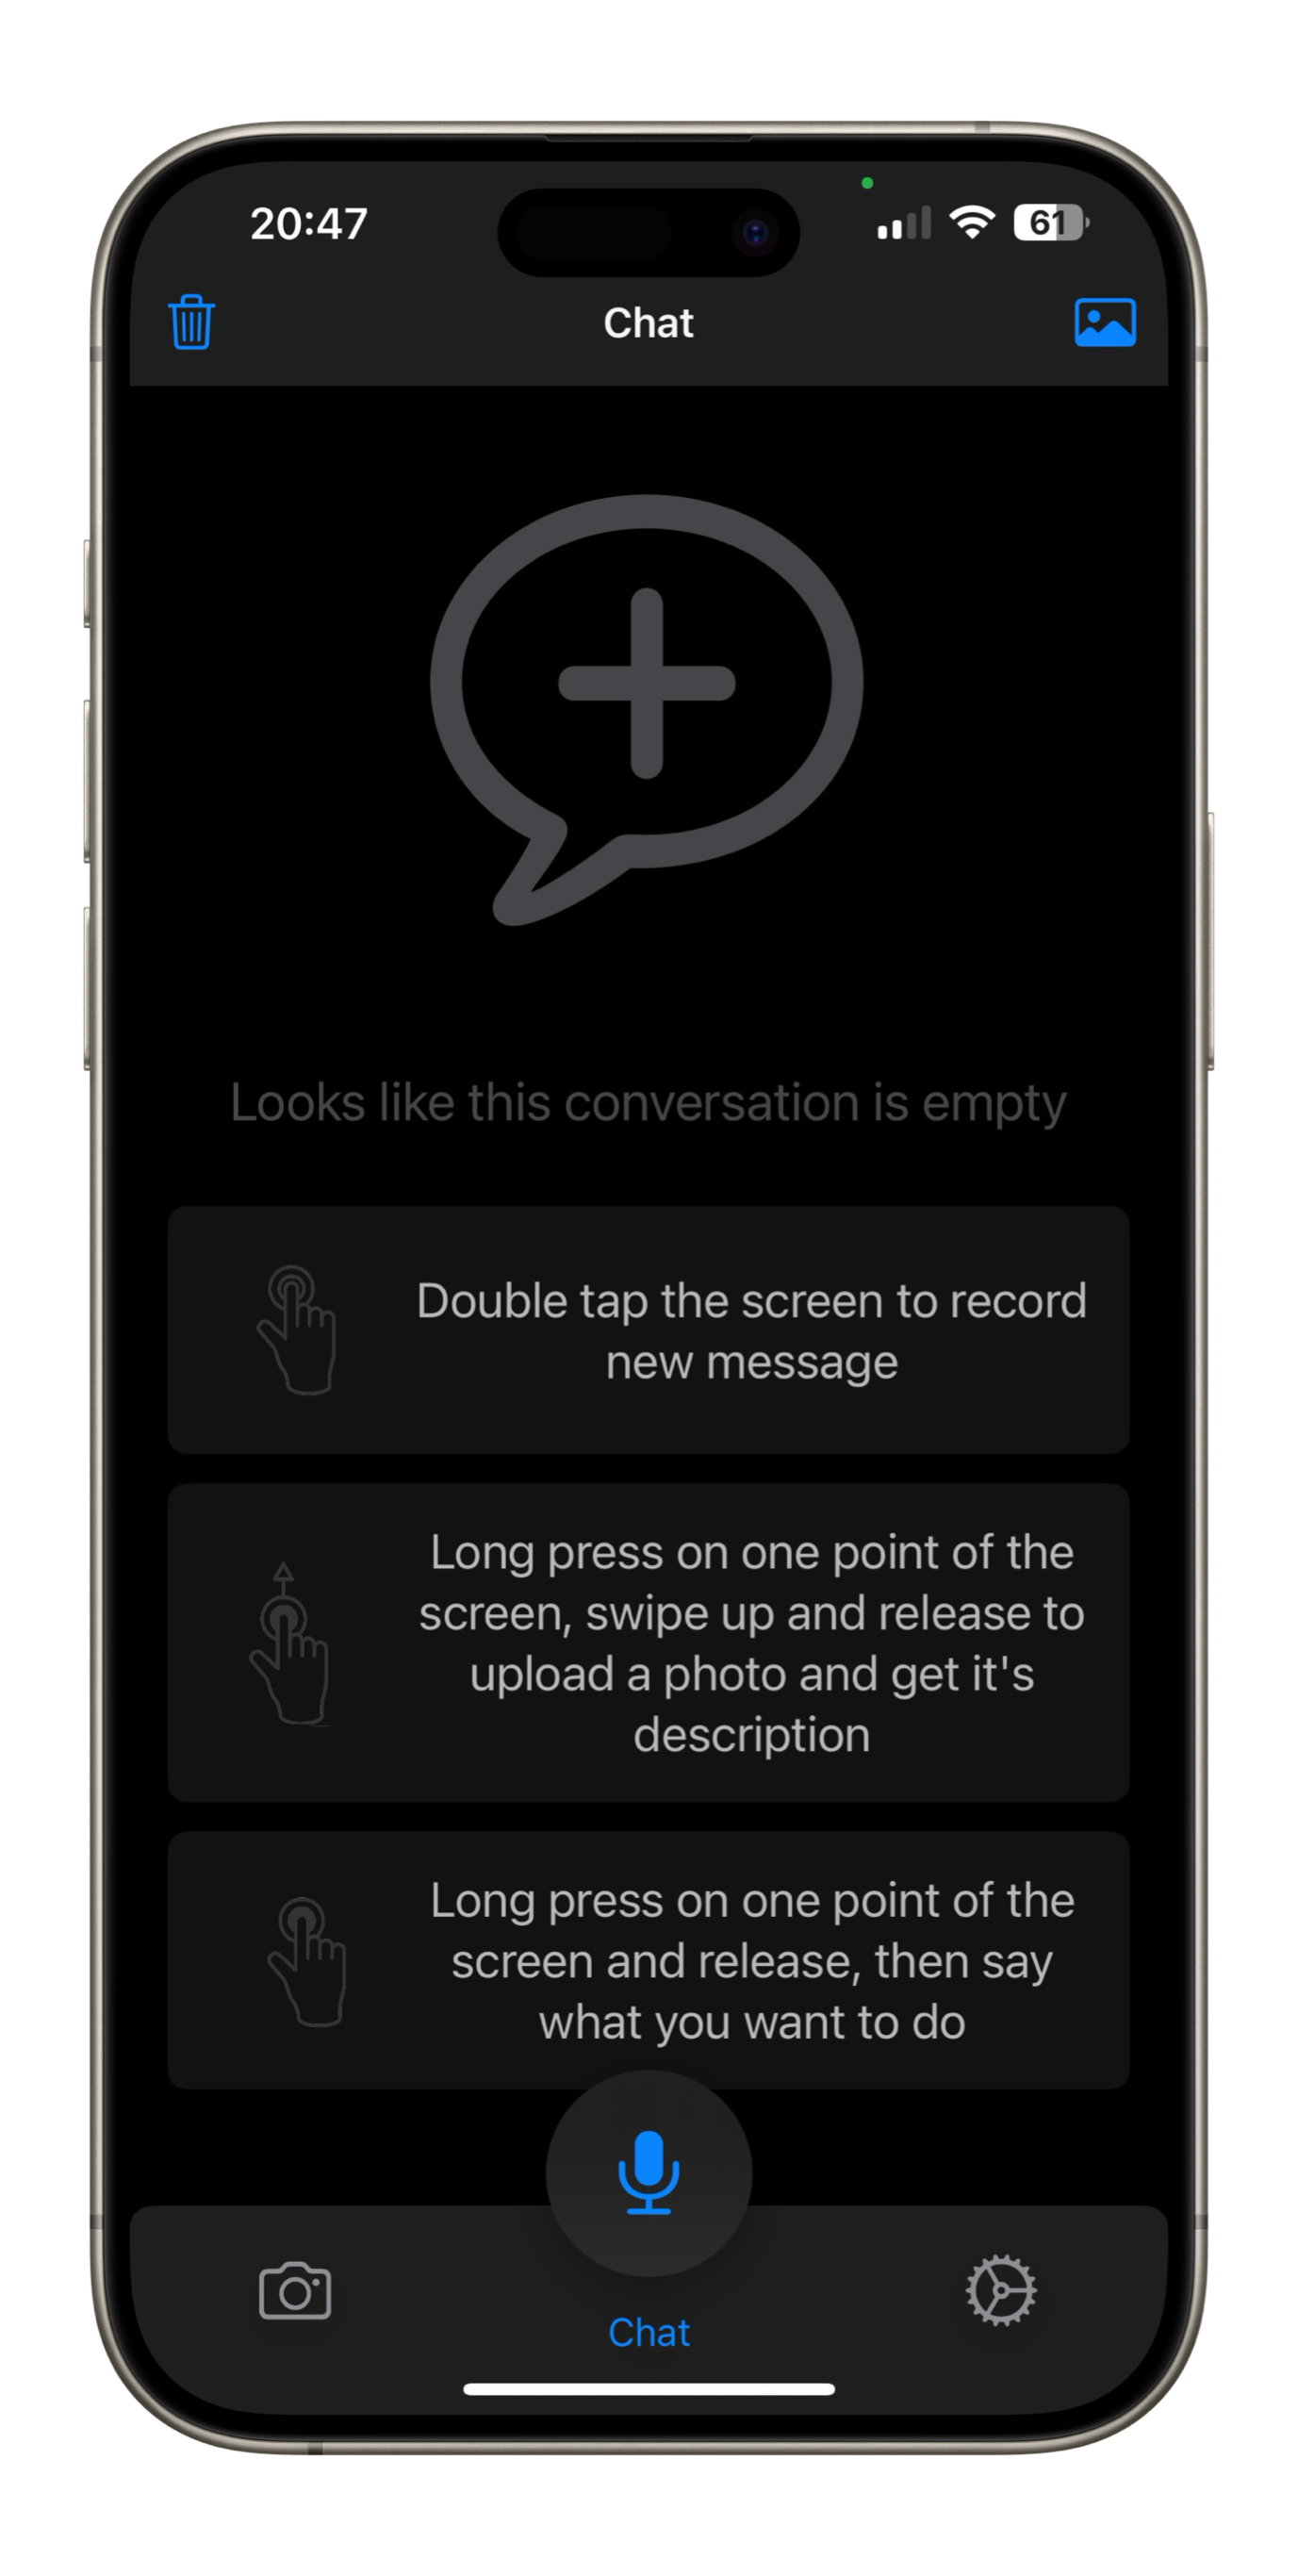 20:47
61
Chat
Looks like this conversation is empty
Double tap the screen to record
new message
Long press on one point of the
screen, swipe up and release to
upload a photo and get it's
description
Long press on one point of the
screen and release, then say
what you want to do
Chat